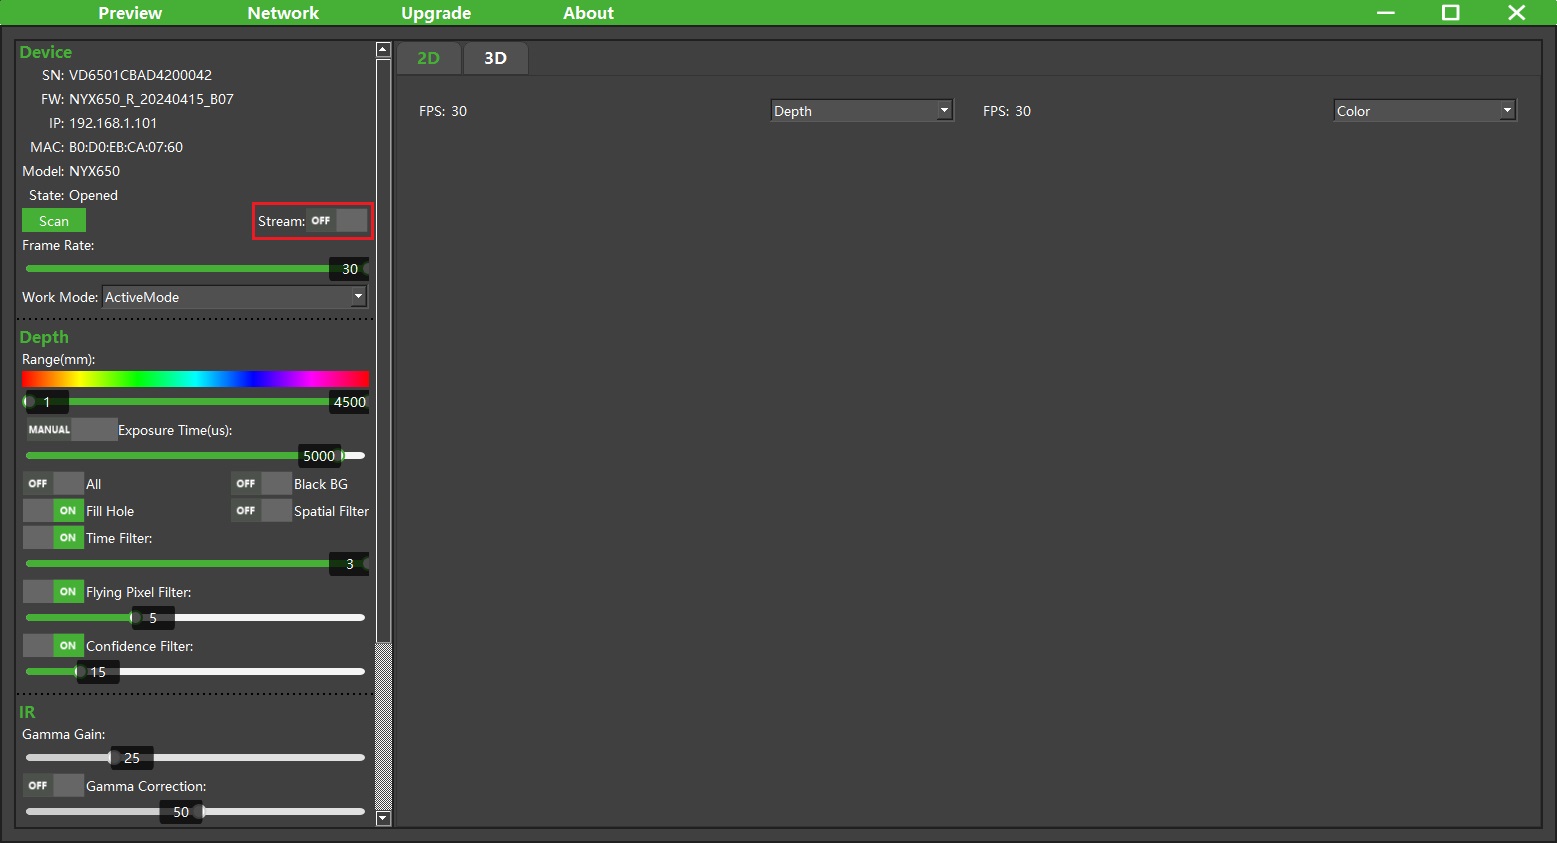 Preview Network Upgrade About
Device
SN: VD6501CBAD4200042
FW: NYX650_R_20240415_B07
IP: 192.168.1.101
MAC: B0:D0:EB:CA:07:60
Model: NYX650
State: Opened
Scan Stream: OFF
Frame Rate:
30
Work Mode: ActiveMode
Depth
Range(mm):
1 4500
MANUAL Exposure Time(us):
5000
OFF All OFF Black BG
ON Fill Hole OFF Spatial Filter
ON Time Filter:
3
ON Flying Pixel Filter:
5
ON Confidence Filter:
15
IR
Gamma Gain:
25
OFF Gamma Correction:
50
2D 3D
FPS: 30 Depth FPS: 30 Color